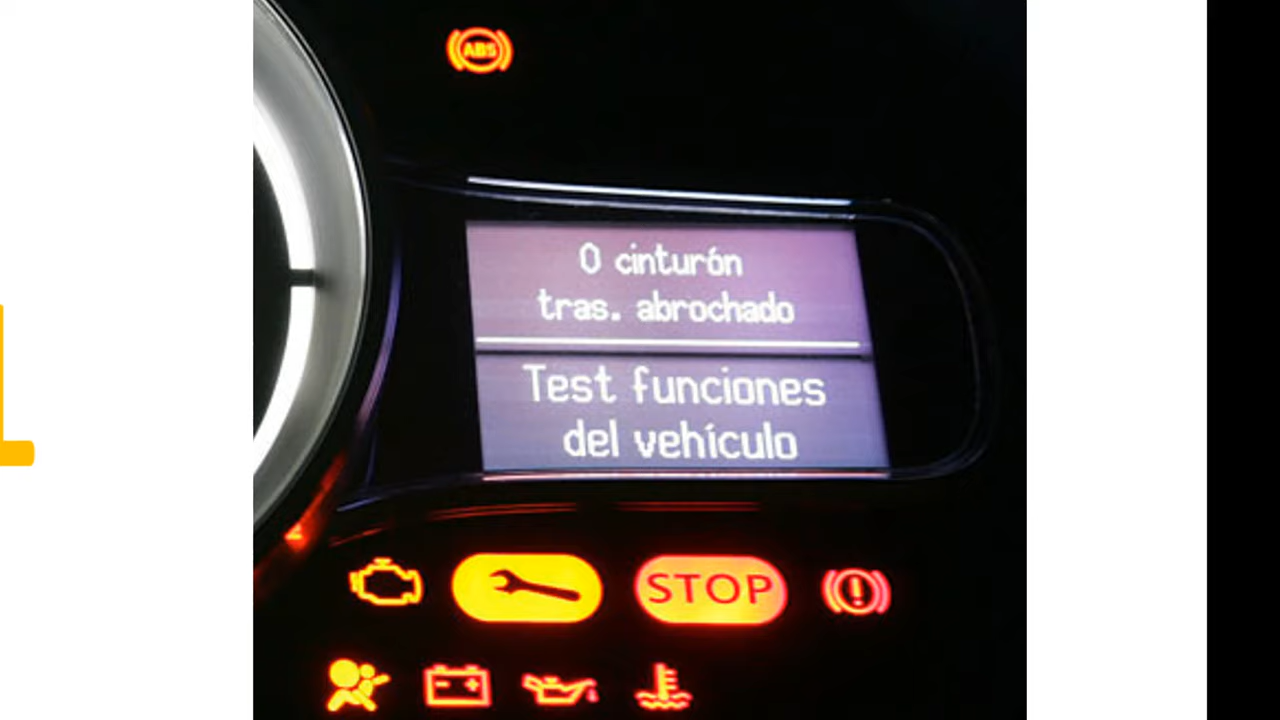 ABS
0 cinturón
tras. abrochado
Test funciones
del vehículo
STOP